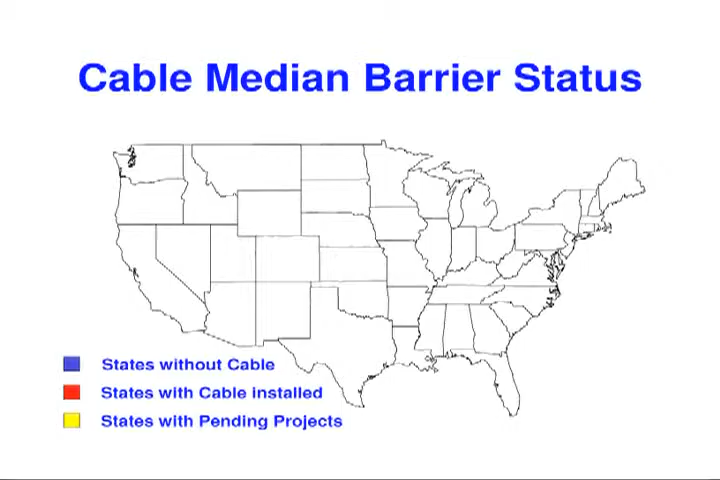 Cable Median Barrier Status
States without Cable
States with Cable installed
States with Pending Projects